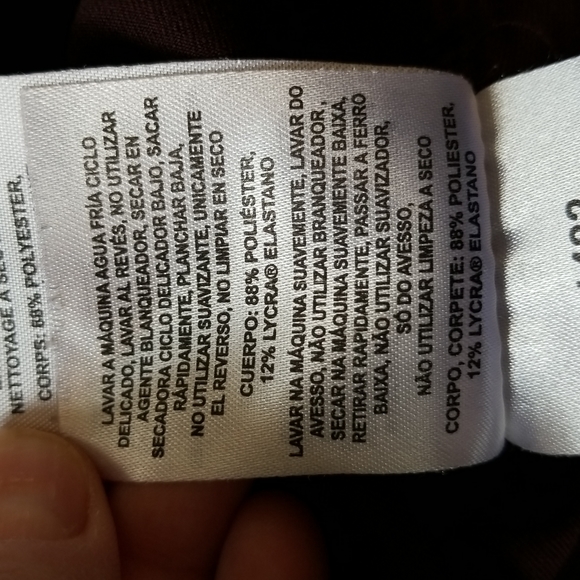 NETTOYAGE A SEC
CORPS: 88% POLYESTER,
LAVAR A MÁQUINA AGUA FRÍA CICLO
DELICADO, LAVAR AL REVÉS, NO UTILIZAR
AGENTE BLANQUEADOR, SECAR EN
SECADORA CICLO DELICADOR BAJO, SACAR
RÁPIDAMENTE, PLANCHAR BAJA,
NO UTILIZAR SUAVIZANTE, UNICAMENTE
EL REVERSO, NO LIMPIAR EN SECO
CUERPO: 88% POLIÉSTER,
12% LYCRA® ELASTANO
LAVAR NA MÁQUINA SUAVEMENTE, LAVAR DO
AVESSO, NÃO UTILIZAR BRANQUEADOR,
SECAR NA MÁQUINA SUAVEMENTE BAIXA,
RETIRAR RAPIDAMENTE, PASSAR A FERRO
BAIXA, NÃO UTILIZAR SUAVIZADOR,
SÓ DO AVESSO,
NÃO UTILIZAR LIMPEZA A SECO
CORPO, CORPETE: 88% POLIESTER,
12% LYCRA® ELASTANO